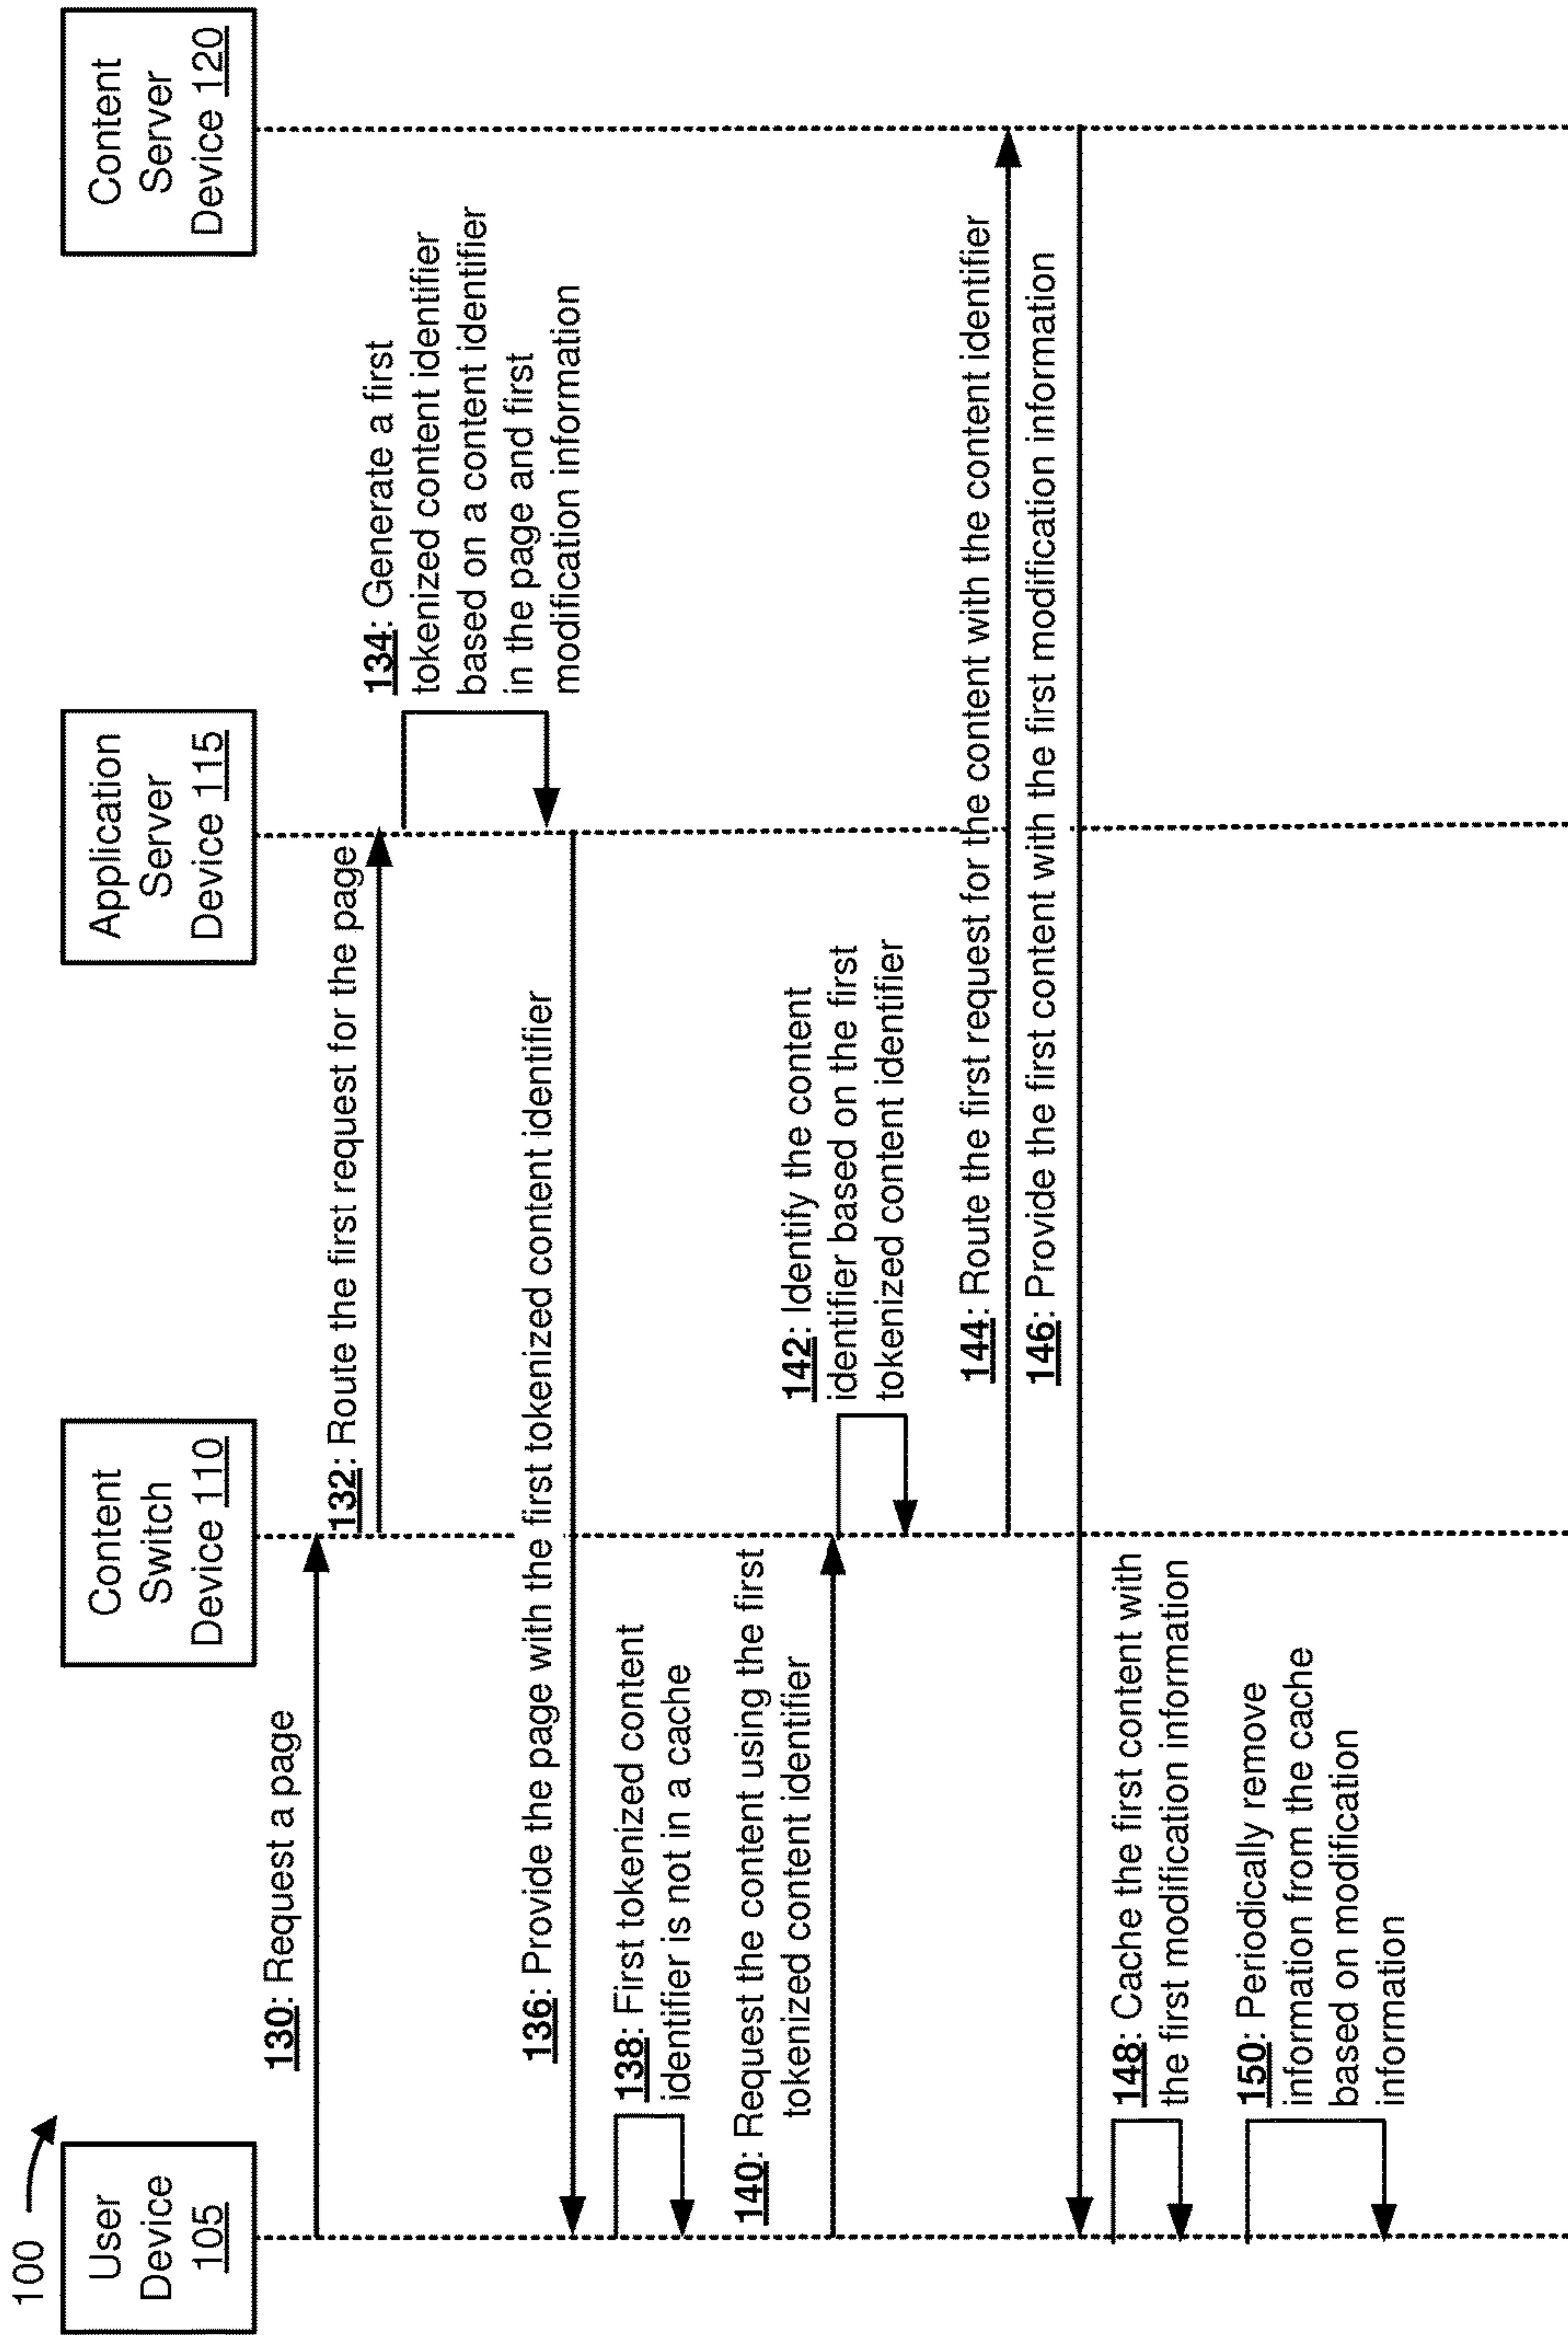 100
User
Device
105
Content
Switch
Device 110
Application
Server
Device 115
Content
Server
Device 120
130: Request a page
132: Route the first request for the page
134: Generate a first
tokenized content identifier
based on a content identifier
in the page and first
modification information
136: Provide the page with the first tokenized content identifier
138: First tokenized content
identifier is not in a cache
140: Request the content using the first
tokenized content identifier
142: Identify the content
identifier based on the first
tokenized content identifier
144: Route the first request for the content with the content identifier
146: Provide the first content with the first modification information
148: Cache the first content with
the first modification information
150: Periodically remove
information from the cache
based on modification
information